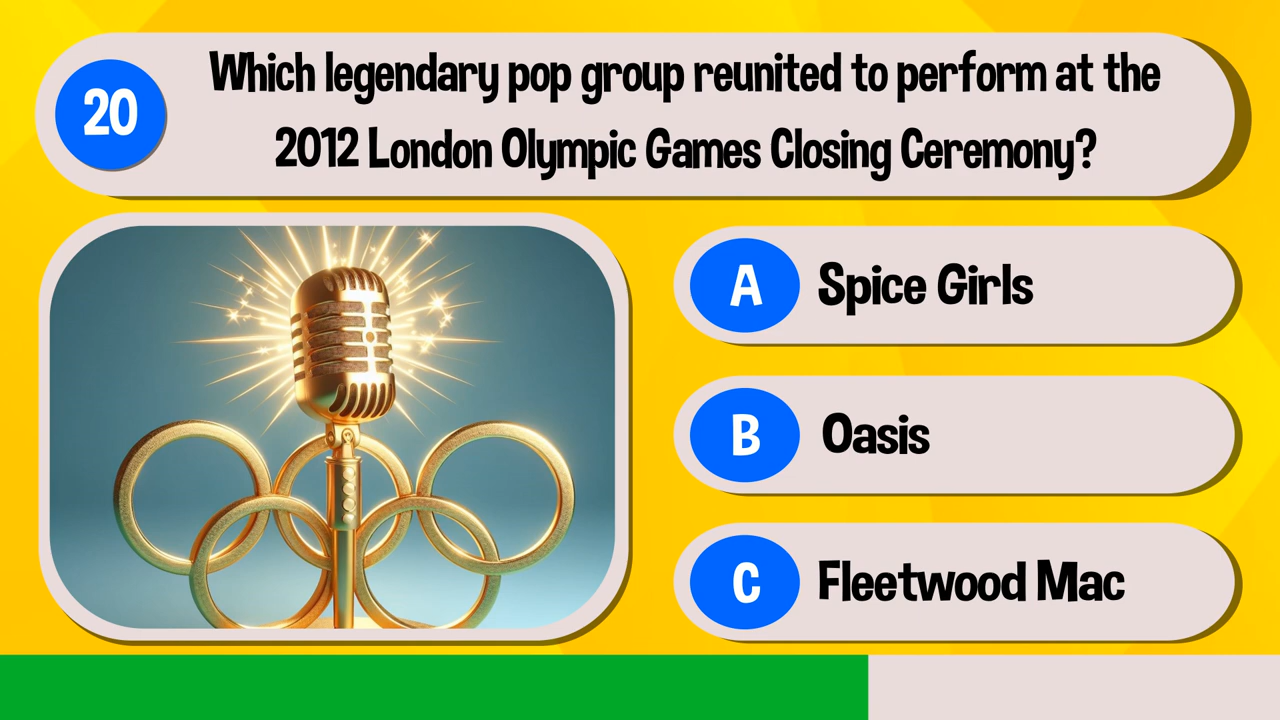 20
Which legendary pop group reunited to perform at the
2012 London Olympic Games Closing Ceremony?
A Spice Girls
B Oasis
C Fleetwood Mac